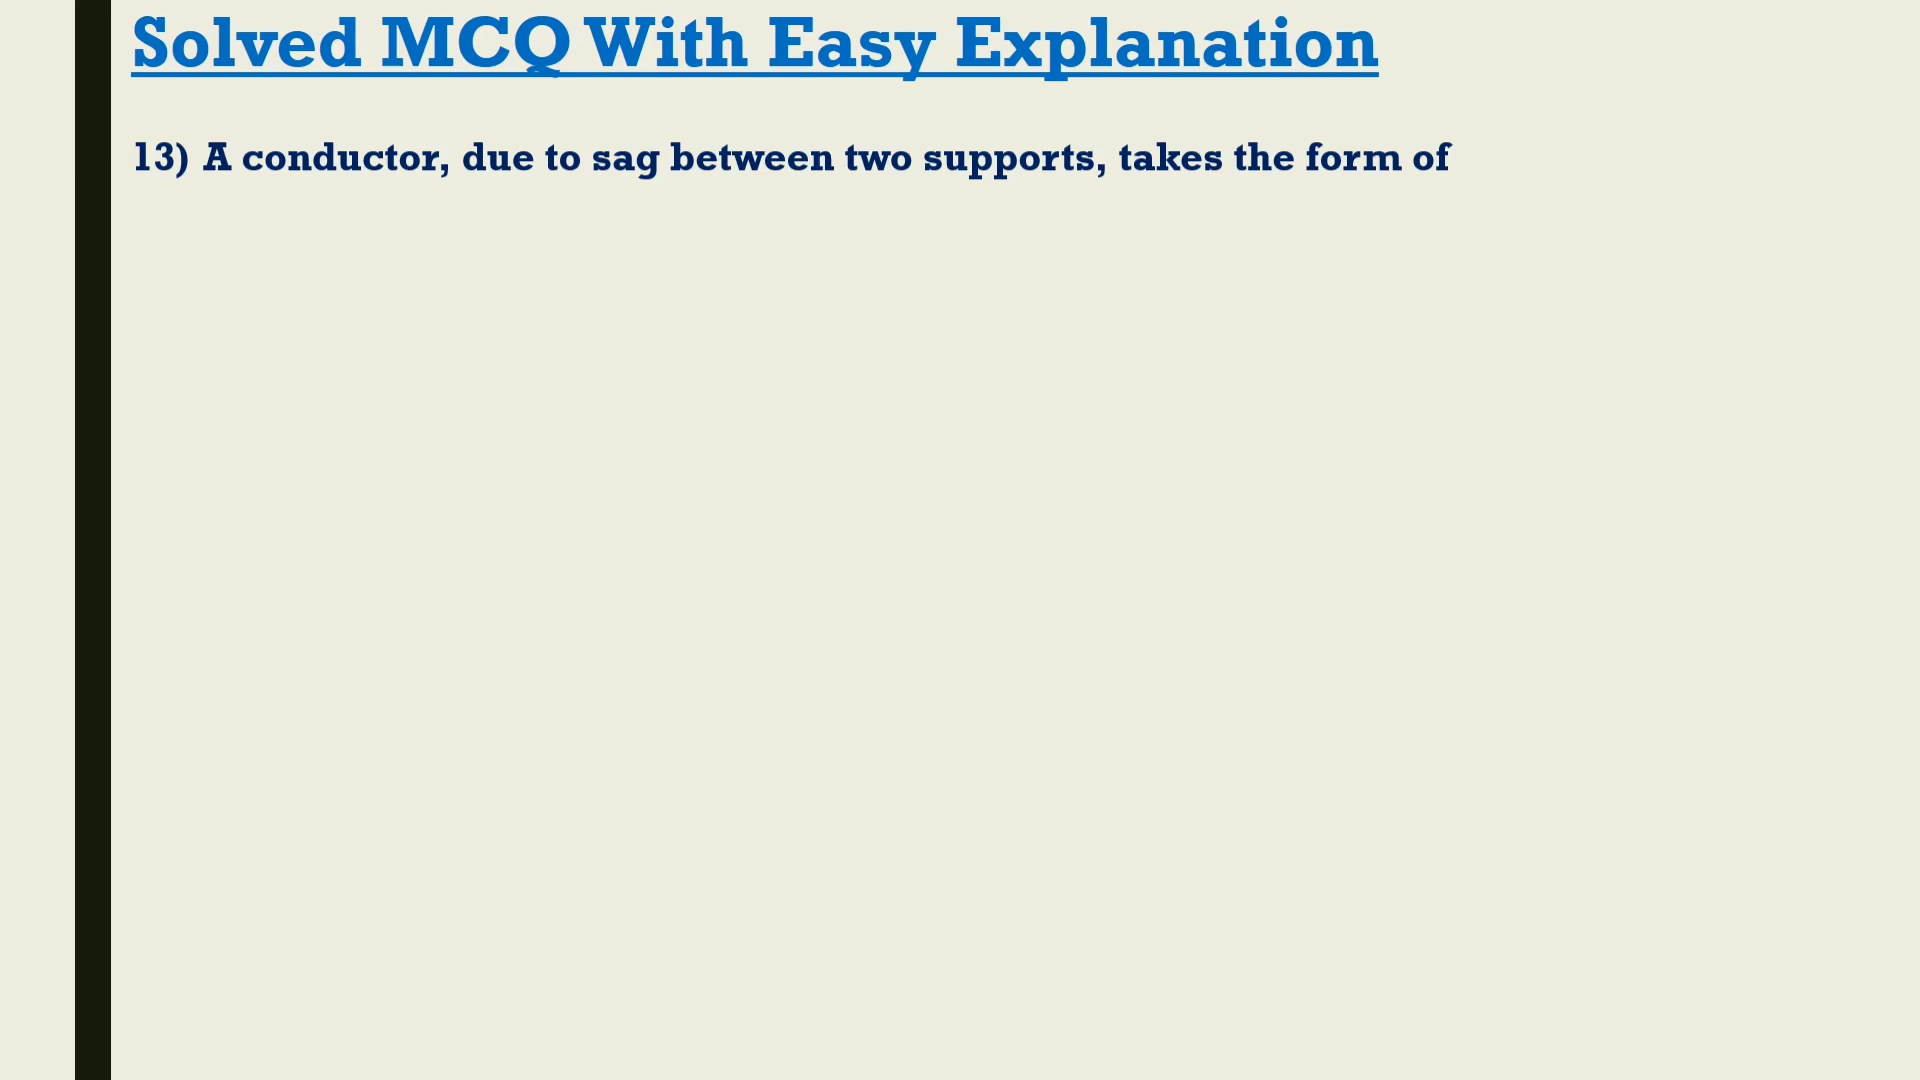 Solved MCQ With Easy Explanation
13) A conductor, due to sag between two supports, takes the form of